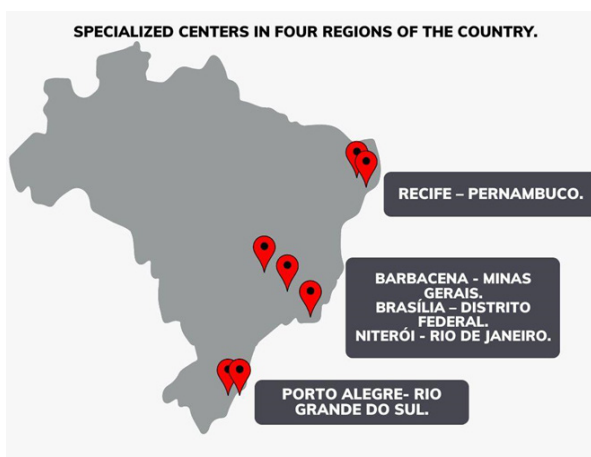 SPECIALIZED CENTERS IN FOUR REGIONS OF THE COUNTRY.
RECIFE – PERNAMBUCO.
BARBACENA - MINAS
GERAIS.
BRASÍLIA – DISTRITO
FEDERAL.
NITERÓI - RIO DE JANEIRO.
PORTO ALEGRE- RIO
GRANDE DO SUL.